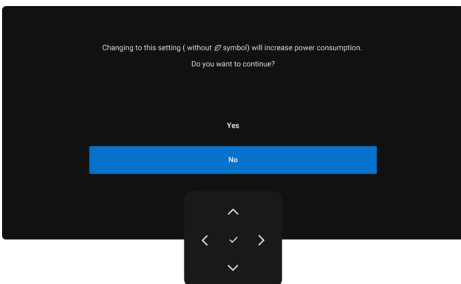 Changing to this setting ( without symbol) will increase power consumption.
Do you want to continue?
Yes
No